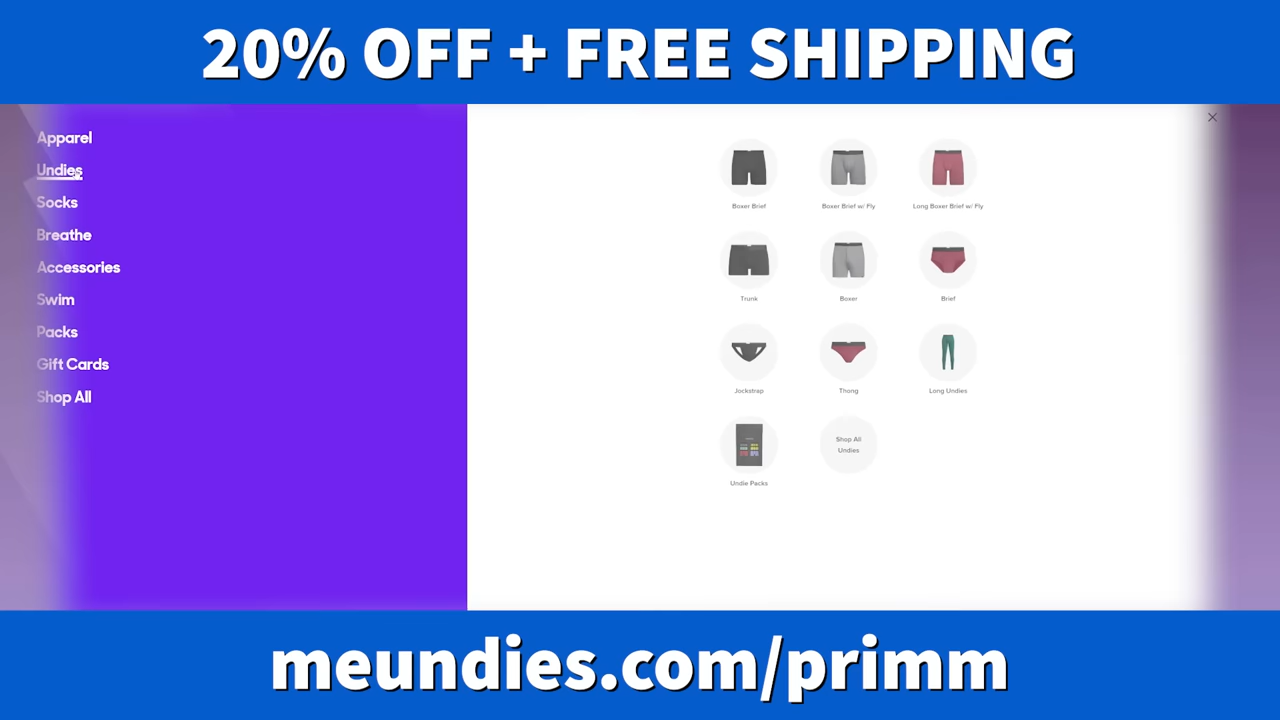 20% OFF + FREE SHIPPING
Apparel
Undies
Socks
Breathe
Accessories
Swim
Packs
Gift Cards
Shop All
Boxer Brief
Boxer Brief w/ Fly
Long Boxer Brief w/ Fly
Trunk
Boxer
Brief
Jockstrap
Thong
Long Undies
Undie Packs
Shop All
Undies
meundies.com/primm